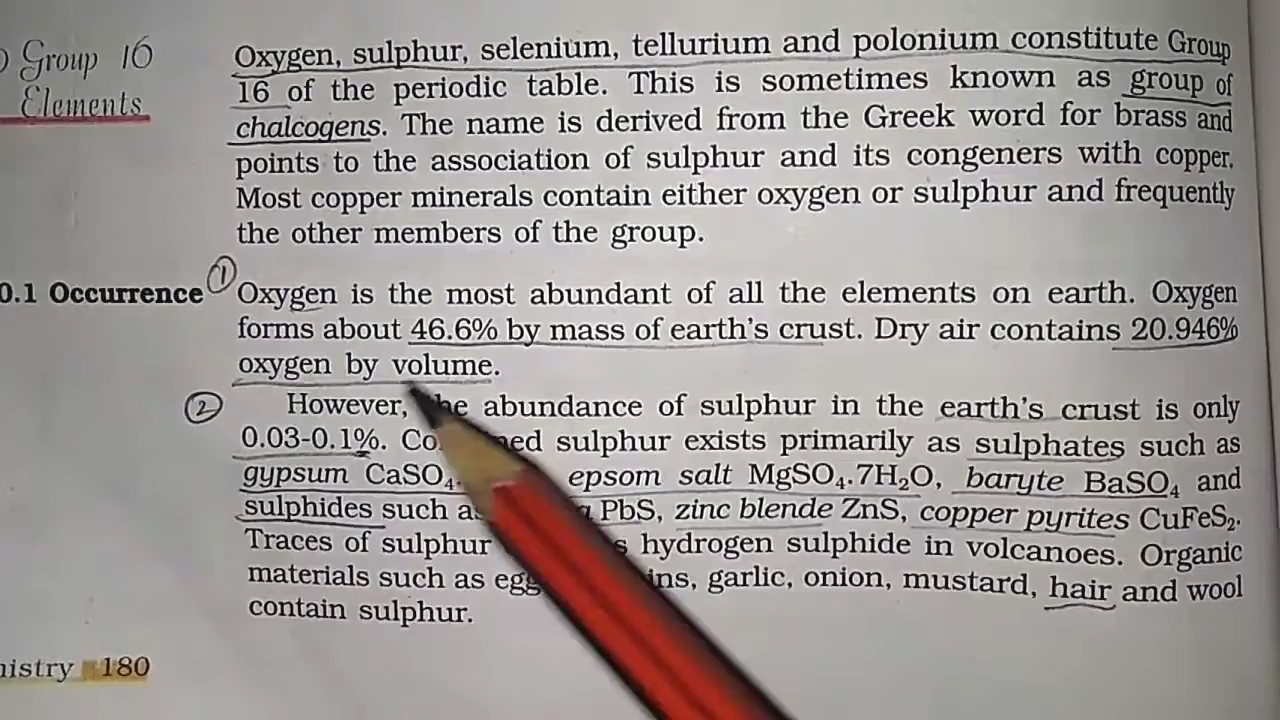 Group 16
Elements
Oxygen, sulphur, selenium, tellurium and polonium constitute Group
16 of the periodic table. This is sometimes known as group of
chalcogens. The name is derived from the Greek word for brass and
points to the association of sulphur and its congeners with copper.
Most copper minerals contain either oxygen or sulphur and frequently
the other members of the group.
0.1 Occurrence
① Oxygen is the most abundant of all the elements on earth. Oxygen
forms about 46.6% by mass of earth's crust. Dry air contains 20.946%
oxygen by volume.
② However, the abundance of sulphur in the earth's crust is only
0.03-0.1%. sulphur exists primarily as sulphates such as
gypsum CaSO₄. epsom salt MgSO₄.7H₂O, baryte BaSO₄ and
sulphides such as PbS, zinc blende ZnS, copper pyrites CuFeS₂.
Traces of sulphur hydrogen sulphide in volcanoes. Organic
materials such as garlic, onion, mustard, hair and wool
contain sulphur.
180